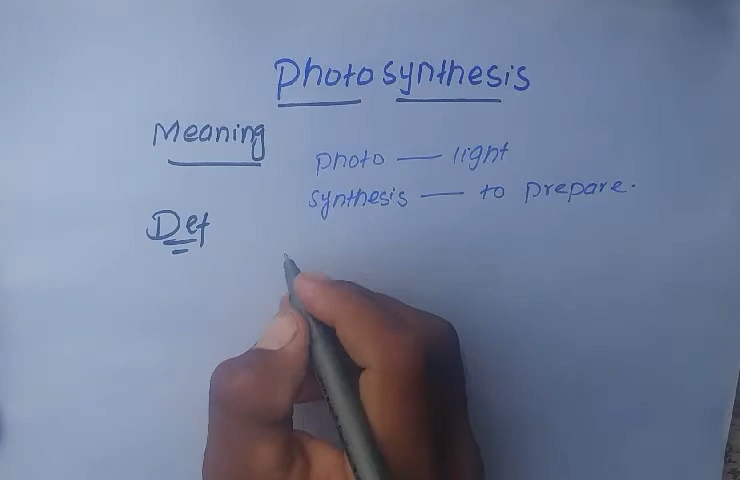 Photosynthesis
Meaning
photo — light
synthesis — to prepare.
Def